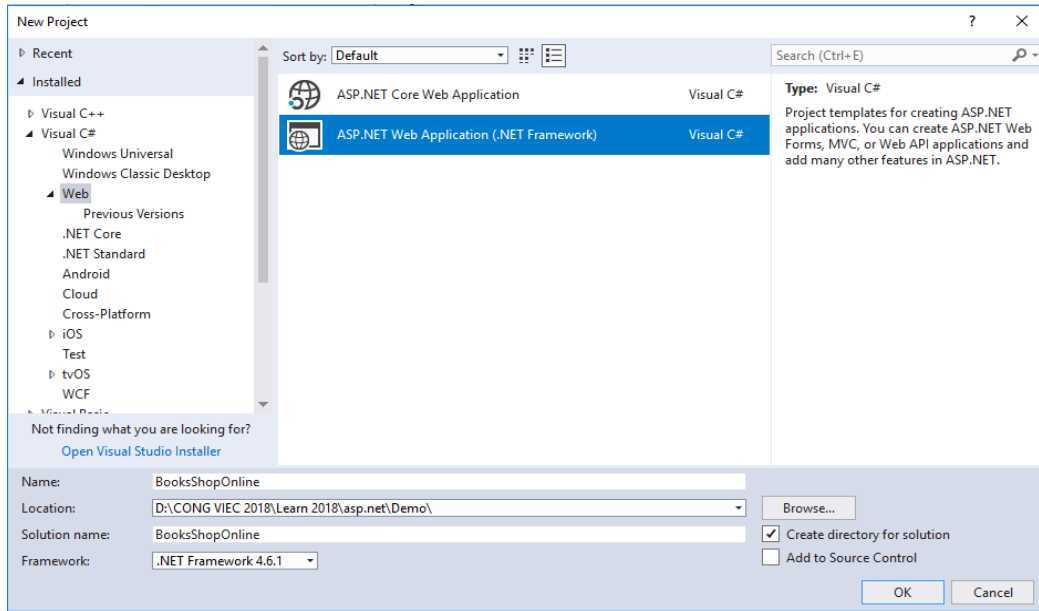 New Project
?
Recent
Installed
Visual C++
Visual C#
Windows Universal
Windows Classic Desktop
Web
Previous Versions
.NET Core
.NET Standard
Android
Cloud
Cross-Platform
iOS
Test
tvOS
WCF
Visual Basic
Not finding what you are looking for?
Open Visual Studio Installer
Sort by: Default
ASP.NET Core Web Application Visual C#
ASP.NET Web Application (.NET Framework) Visual C#
Search (Ctrl+E)
Type: Visual C#
Project templates for creating ASP.NET
applications. You can create ASP.NET Web
Forms, MVC, or Web API applications and
add many other features in ASP.NET.
Name: BooksShopOnline
Location: D:\CONG VIEC 2018\Learn 2018\asp.net\Demo\ Browse...
Solution name: BooksShopOnline Create directory for solution
Framework: .NET Framework 4.6.1 Add to Source Control
OK Cancel